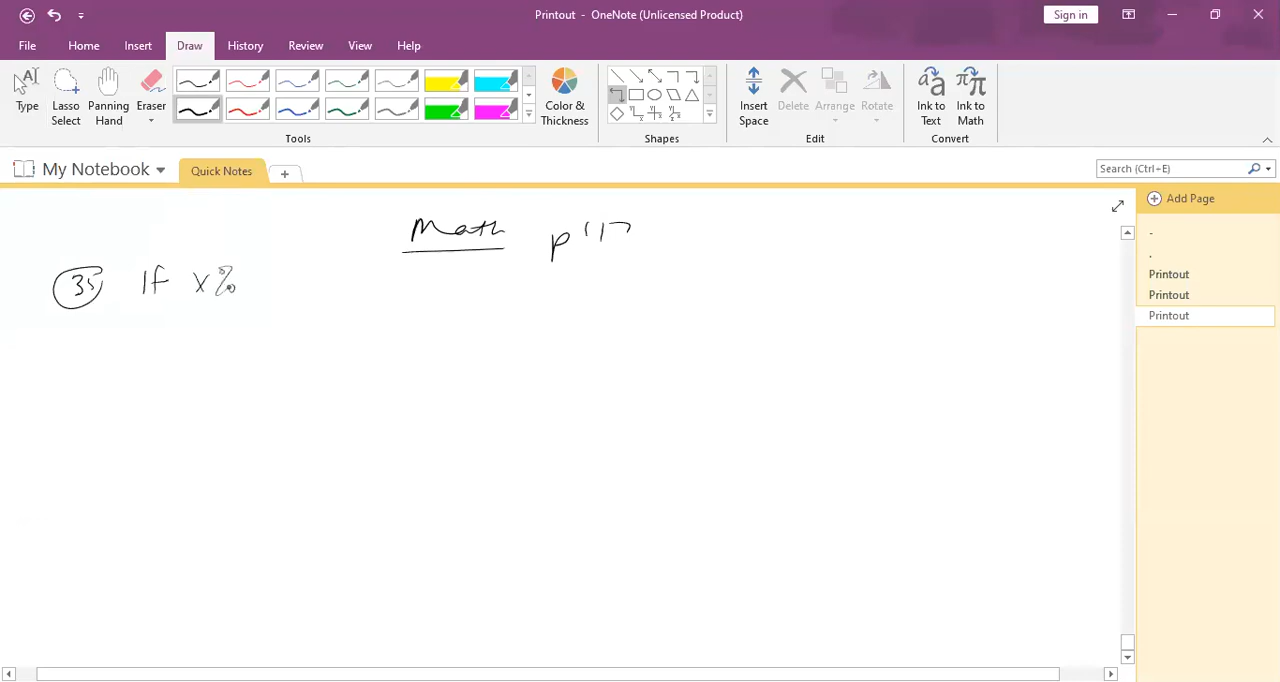 Printout - OneNote (Unlicensed Product)
Sign in
File Home Insert Draw History Review View Help
Type
Lasso Select
Panning Hand
Eraser
Color & Thickness
Insert Space
Delete
Arrange
Rotate
Ink to Text
Ink to Math
Tools
Shapes
Edit
Convert
My Notebook
Quick Notes
Search (Ctrl+E)
Add Page
-
.
Printout
Printout
Printout
Math
35 If x%